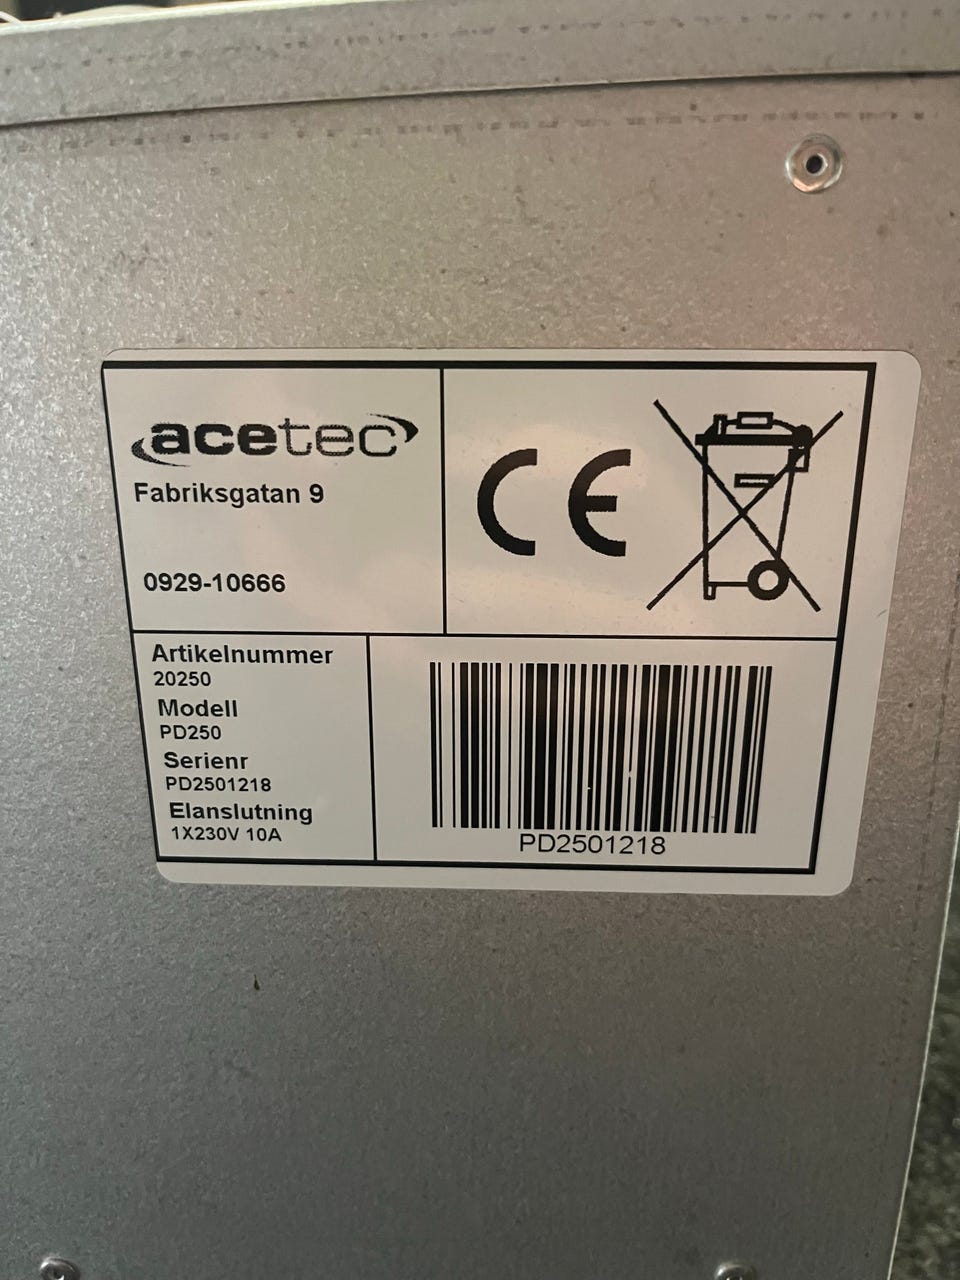 acetec
Fabriksgatan 9
0929-10666
CE
Artikelnummer
20250
Modell
PD250
Serienr
PD2501218
Elanslutning
1X230V 10A
PD2501218